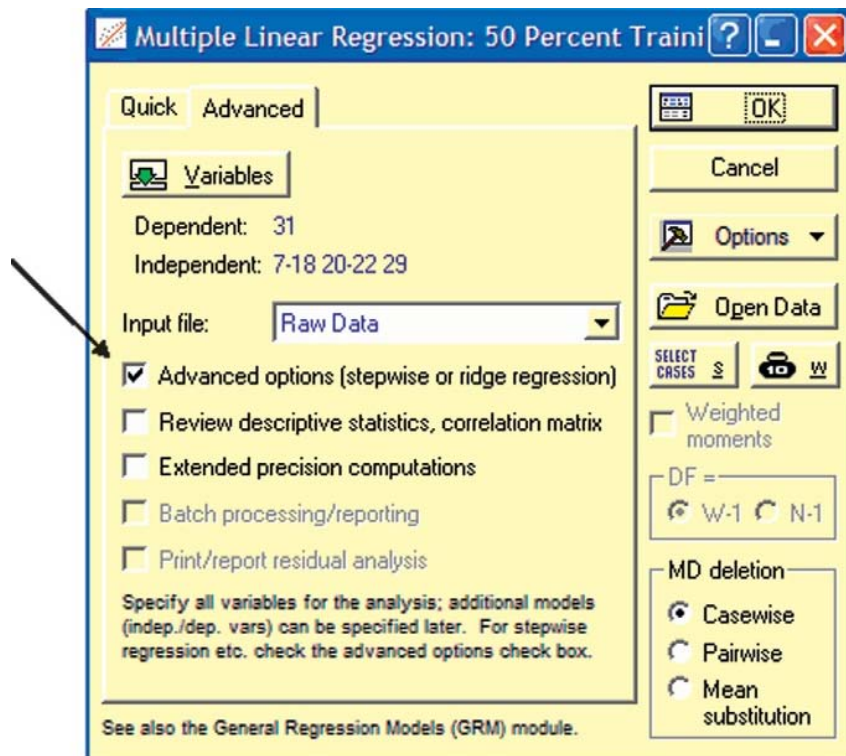 Multiple Linear Regression: 50 Percent Traini
Quick
Advanced
Variables
Dependent: 31
Independent: 7-18 20-22 29
Input file: Raw Data
Advanced options (stepwise or ridge regression)
Review descriptive statistics, correlation matrix
Extended precision computations
Batch processing/reporting
Print/report residual analysis
Specify all variables for the analysis; additional models
(indep./dep. vars) can be specified later. For stepwise
regression etc. check the advanced options check box.
See also the General Regression Models (GRM) module.
OK
Cancel
Options
Open Data
SELECT
CASES S
10 W
Weighted
moments
DF =
W-1 N-1
MD deletion
Casewise
Pairwise
Mean
substitution